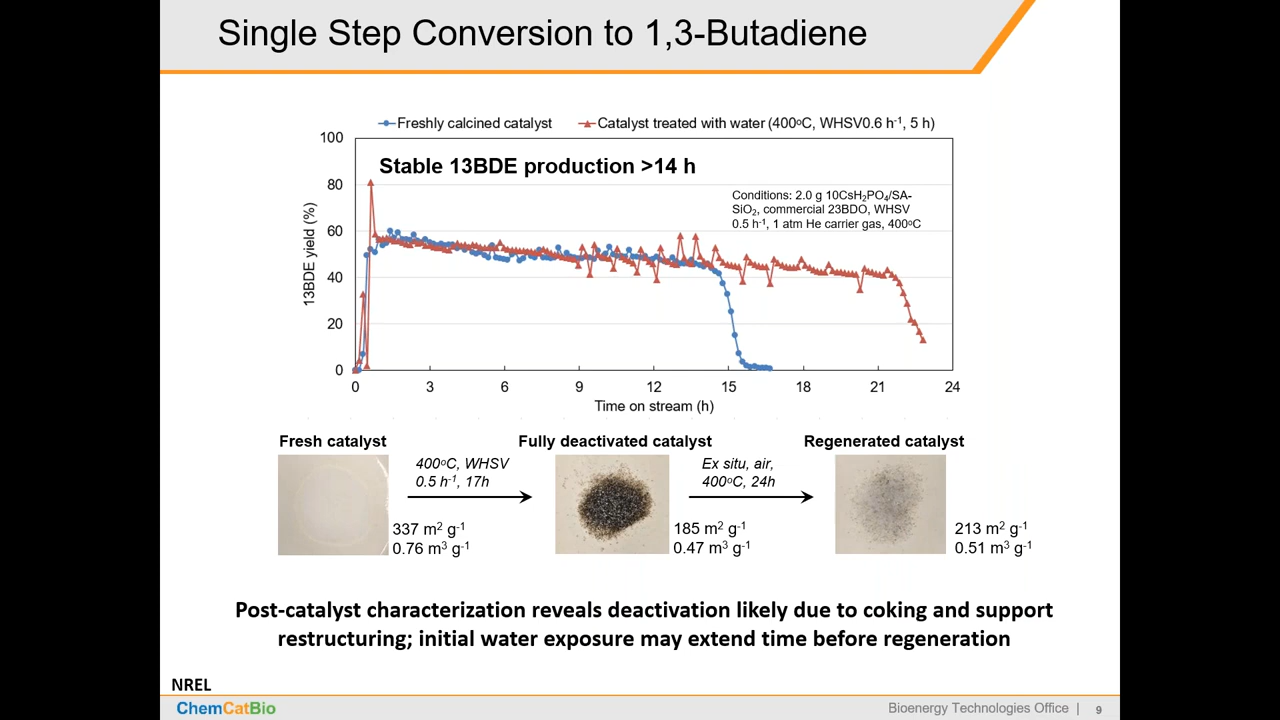 Single Step Conversion to 1,3-Butadiene
Freshly calcined catalyst
Catalyst treated with water (400ºC, WHSV0.6 h⁻¹, 5 h)
Stable 13BDE production >14 h
Conditions: 2.0 g 10CsH₂PO₄/SA-
SiO₂, commercial 23BDO, WHSV
0.5 h⁻¹, 1 atm He carrier gas, 400ºC
13BDE yield (%)
100
80
60
40
20
0
0 3 6 9 12 15 18 21 24
Time on stream (h)
Fresh catalyst
400ºC, WHSV
0.5 h⁻¹, 17h
337 m² g⁻¹
0.76 m³ g⁻¹
Fully deactivated catalyst
Ex situ, air,
400ºC, 24h
185 m² g⁻¹
0.47 m³ g⁻¹
Regenerated catalyst
213 m² g⁻¹
0.51 m³ g⁻¹
Post-catalyst characterization reveals deactivation likely due to coking and support
restructuring; initial water exposure may extend time before regeneration
NREL
ChemCatBio
Bioenergy Technologies Office | 9